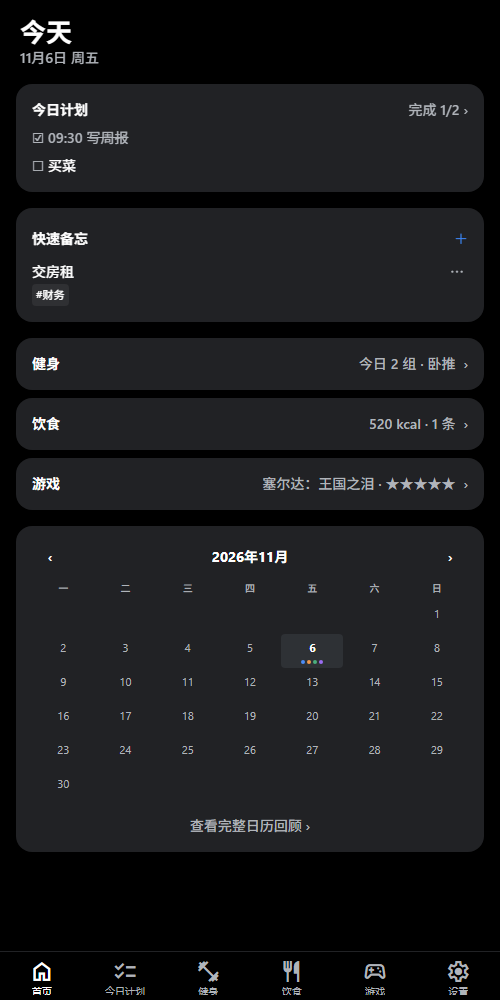 今天
11月6日 周五
今日计划 完成 1/2 ›
☑ 09:30 写周报
☐ 买菜
快速备忘 +
交房租 ···
#财务
健身 今日 2 组 · 卧推 ›
饮食 520 kcal · 1 条 ›
游戏 塞尔达：王国之泪 · ★★★★★ ›
‹ 2026年11月 ›
一 二 三 四 五 六 日
1
2 3 4 5 6 7 8
9 10 11 12 13 14 15
16 17 18 19 20 21 22
23 24 25 26 27 28 29
30
查看完整日历回顾 ›
首页 今日计划 健身 饮食 游戏 设置